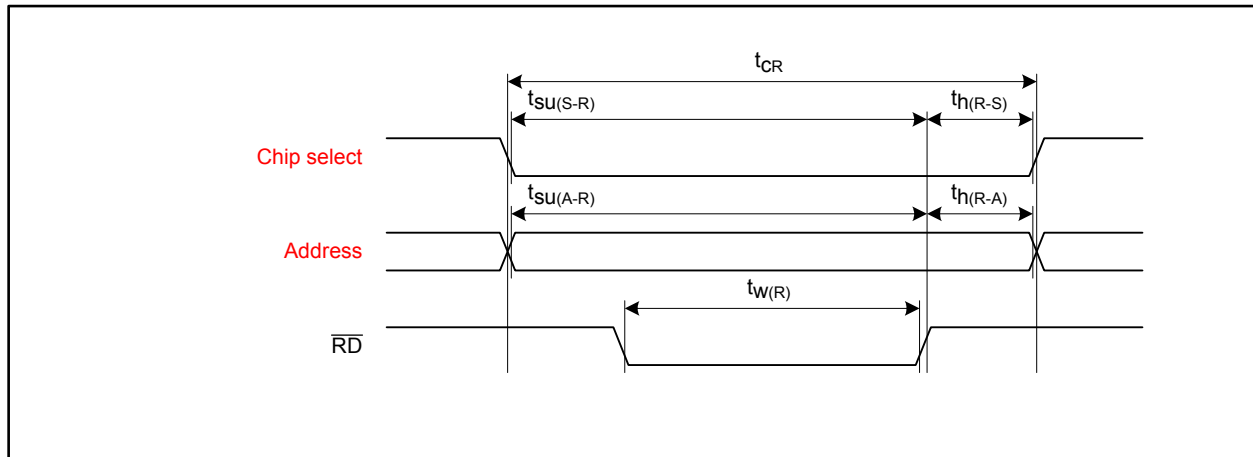 tCR
tsu(S-R) th(R-S)
Chip select
tsu(A-R) th(R-A)
Address
tw(R)
RD